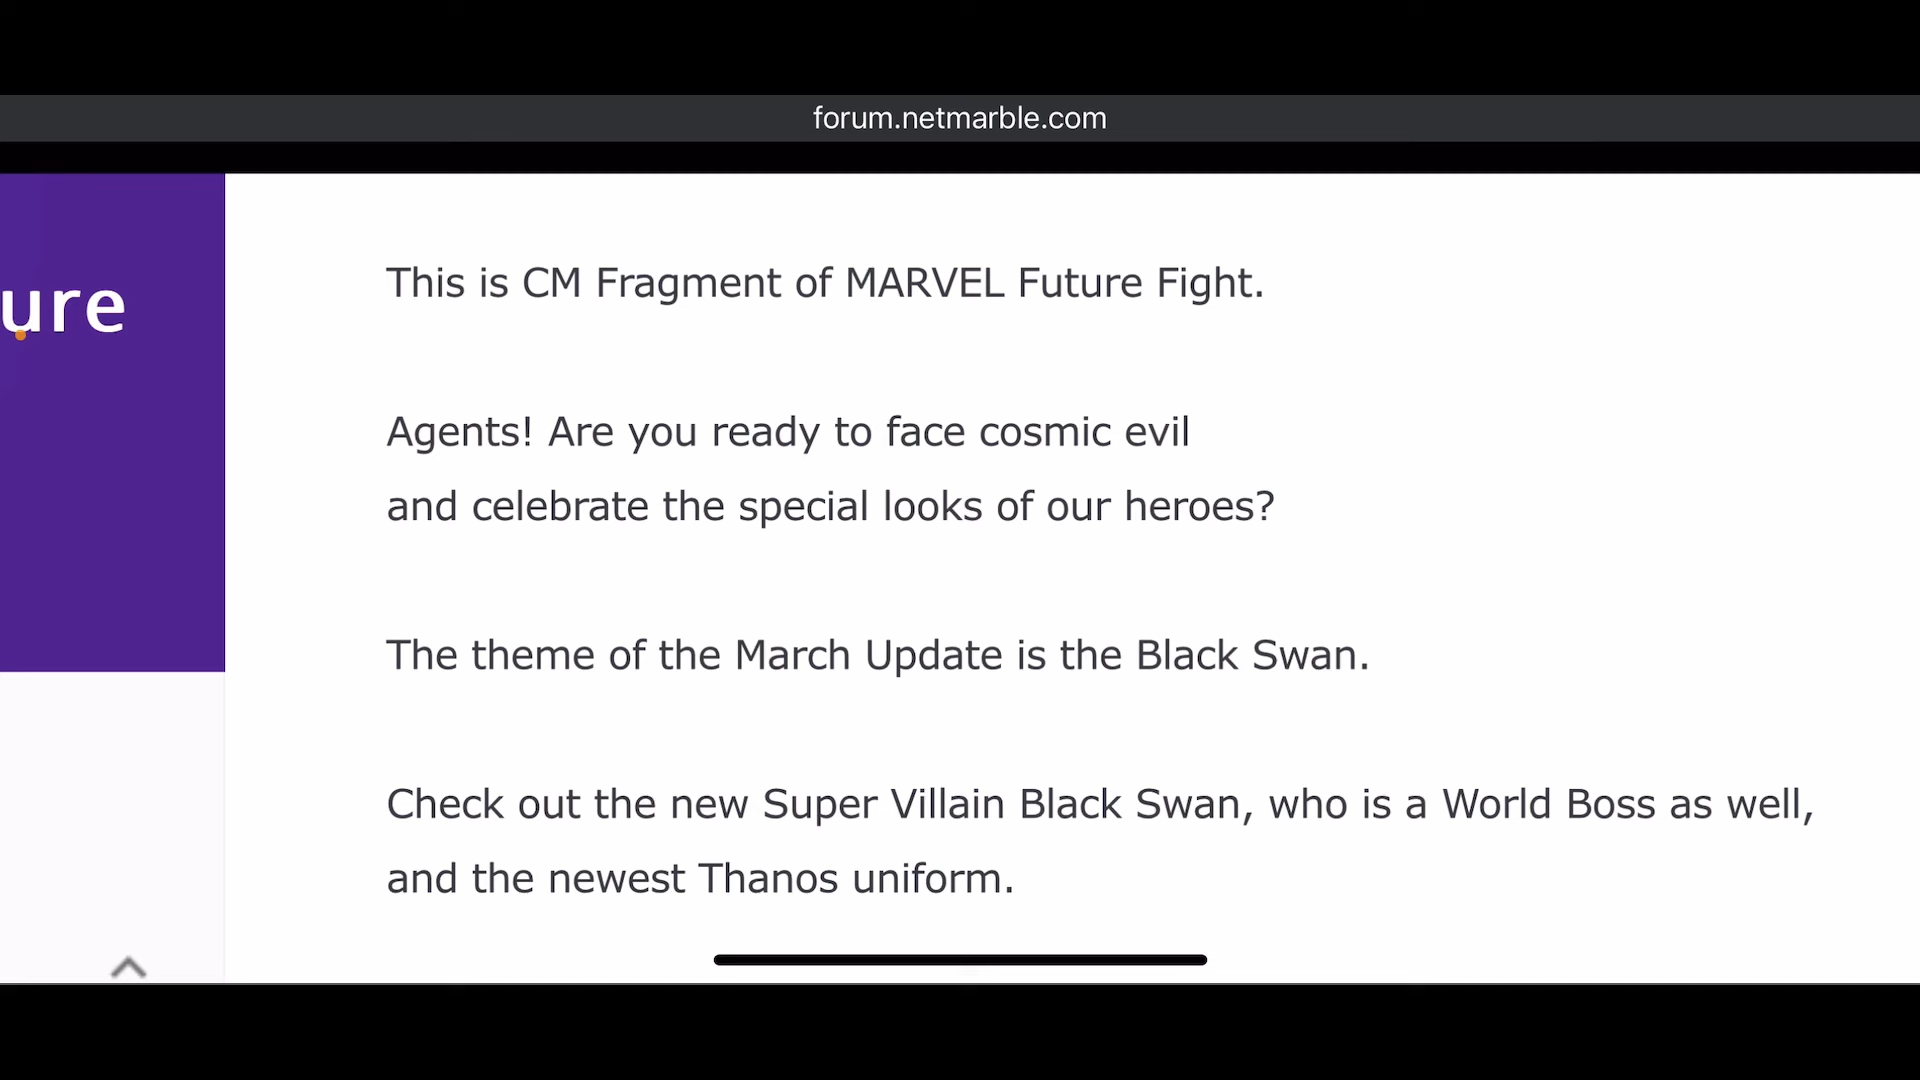 forum.netmarble.com
ure
This is CM Fragment of MARVEL Future Fight.
Agents! Are you ready to face cosmic evil
and celebrate the special looks of our heroes?
The theme of the March Update is the Black Swan.
Check out the new Super Villain Black Swan, who is a World Boss as well,
and the newest Thanos uniform.